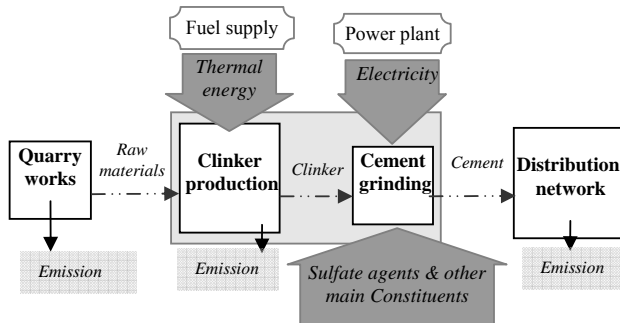 Fuel supply
Power plant
Thermal
energy
Electricity
Quarry
works
Raw
materials
Clinker
production
Clinker
Cement
grinding
Cement
Distribution
network
Emission
Emission
Sulfate agents & other
main Constituents
Emission